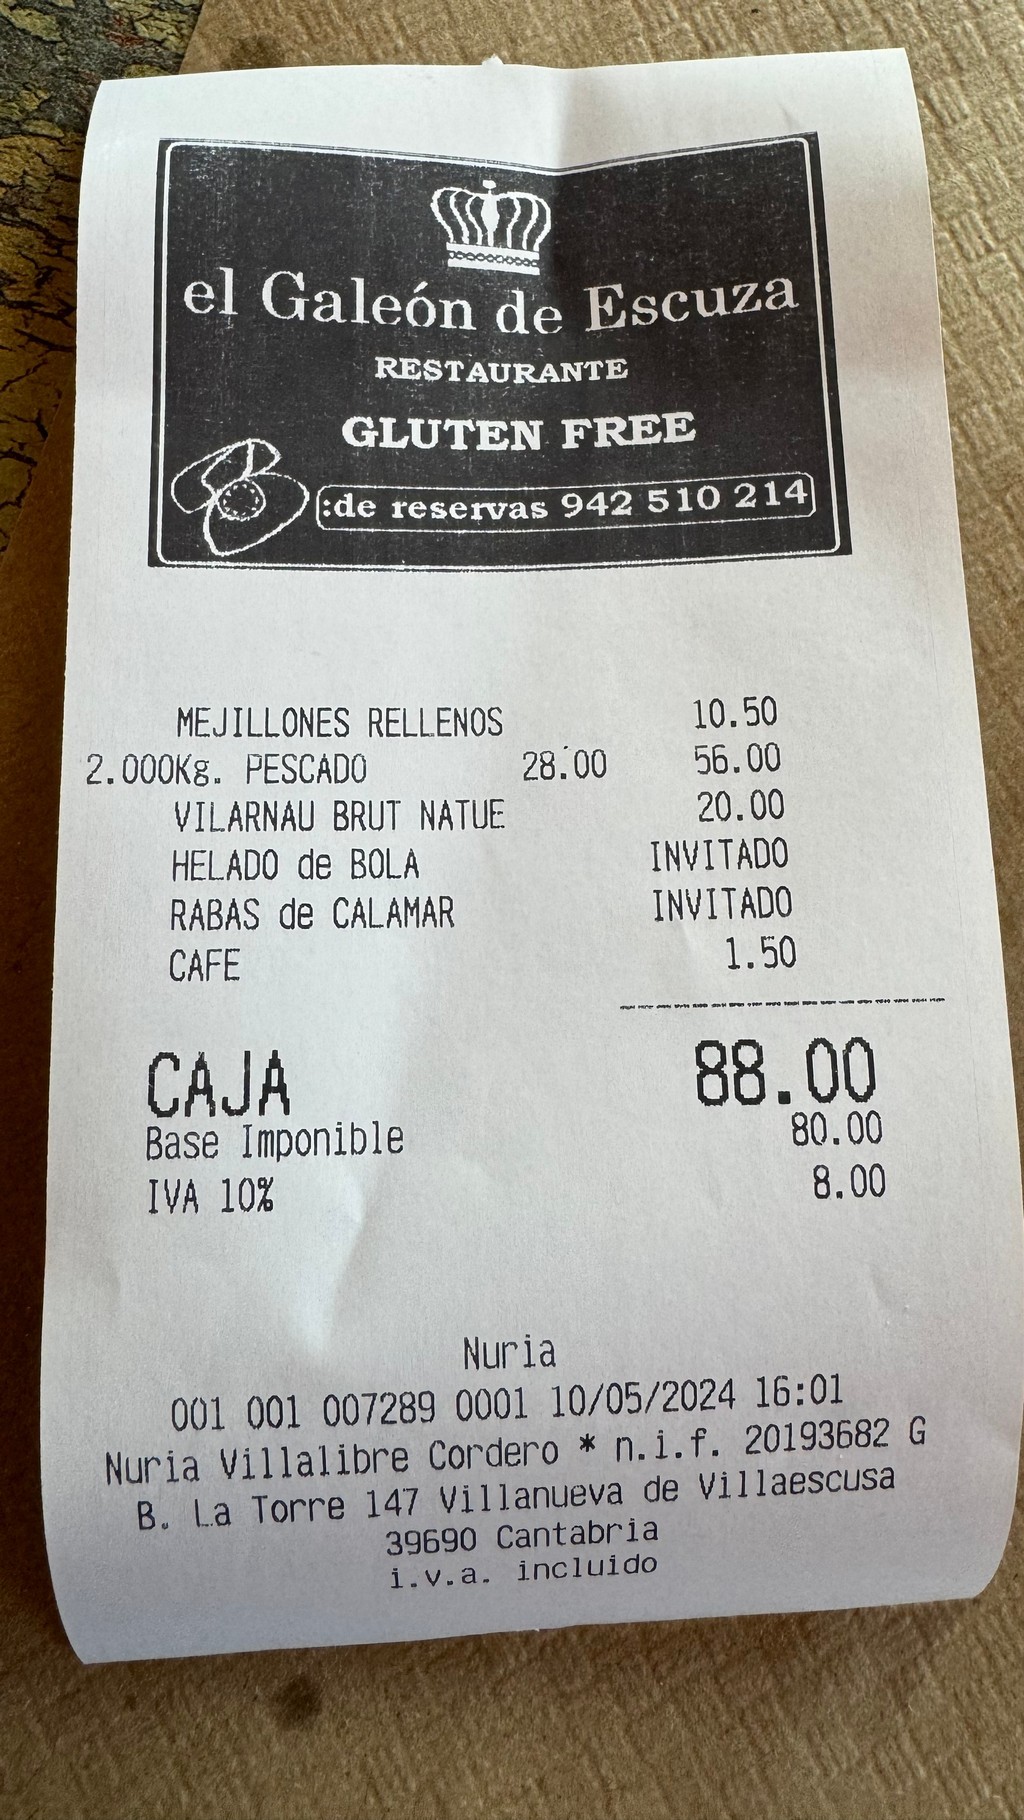 el Galeón de Escuza
RESTAURANTE
GLUTEN FREE
:de reservas 942 510 214
MEJILLONES RELLENOS 10.50
2.000Kg. PESCADO 28.00 56.00
VILARNAU BRUT NATUE 20.00
HELADO de BOLA INVITADO
RABAS de CALAMAR INVITADO
CAFE 1.50
CAJA 88.00
Base Imponible 80.00
IVA 10% 8.00
Nuria
001 001 007289 0001 10/05/2024 16:01
Nuria Villalibre Cordero * n.i.f. 20193682 G
B. La Torre 147 Villanueva de Villaescusa
39690 Cantabria
i.v.a. incluido